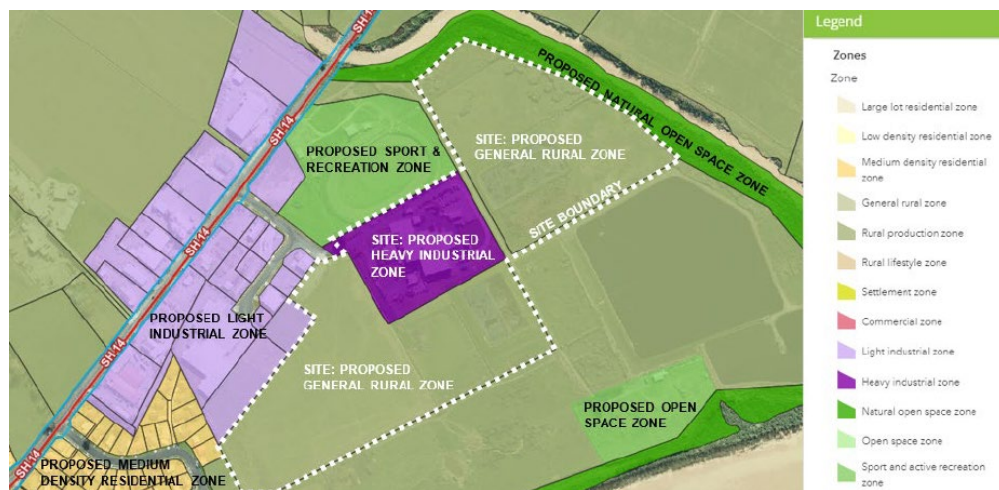 SH 14
PROPOSED NATURAL OPEN SPACE ZONE
PROPOSED SPORT &
RECREATION ZONE
SITE: PROPOSED
GENERAL RURAL ZONE
SITE BOUNDARY
SITE: PROPOSED
HEAVY INDUSTRIAL
ZONE
SH 14
PROPOSED LIGHT
INDUSTRIAL ZONE
SH 14
SITE: PROPOSED
GENERAL RURAL ZONE
PROPOSED OPEN
SPACE ZONE
PROPOSED MEDIUM
DENSITY RESIDENTIAL ZONE
SH 14
Legend
Zones
Zone
Large lot residential zone
Low density residential zone
Medium density residential
zone
General rural zone
Rural production zone
Rural lifestyle zone
Settlement zone
Commercial zone
Light industrial zone
Heavy industrial zone
Natural open space zone
Open space zone
Sport and active recreation
zone